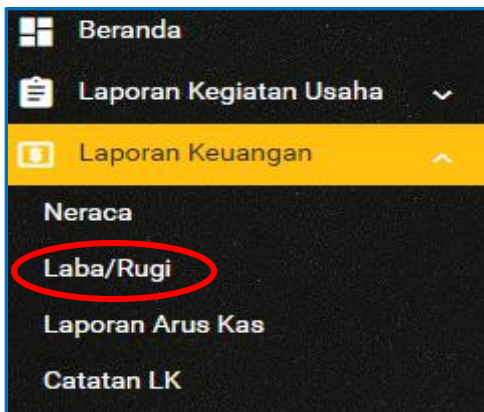 Beranda
Laporan Kegiatan Usaha
$ Laporan Keuangan
Neraca
Laba/Rugi
Laporan Arus Kas
Catatan LK